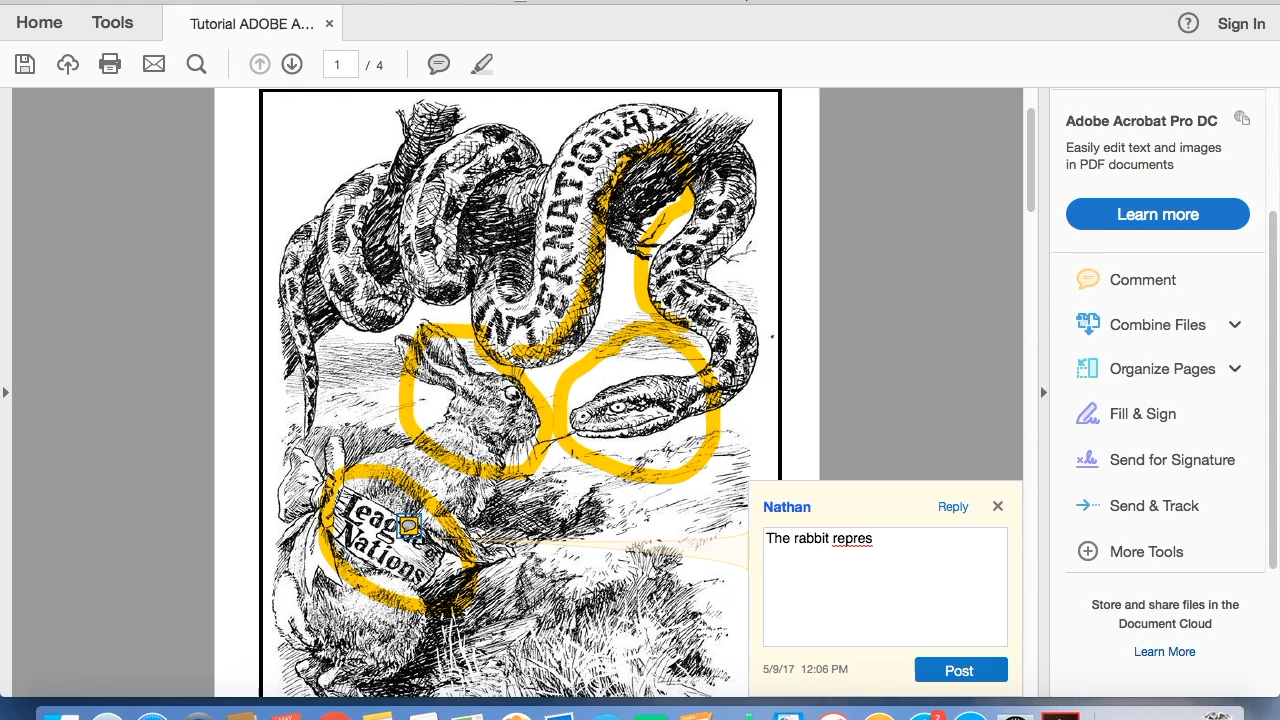 Home Tools Tutorial ADOBE A... × ? Sign In
1 / 4
INTERNATIONAL
Nations
Nathan Reply ×
The rabbit repres
5/9/17 12:06 PM Post
Adobe Acrobat Pro DC
Easily edit text and images
in PDF documents
Learn more
Comment
Combine Files
Organize Pages
Fill & Sign
Send for Signature
Send & Track
More Tools
Store and share files in the
Document Cloud
Learn More